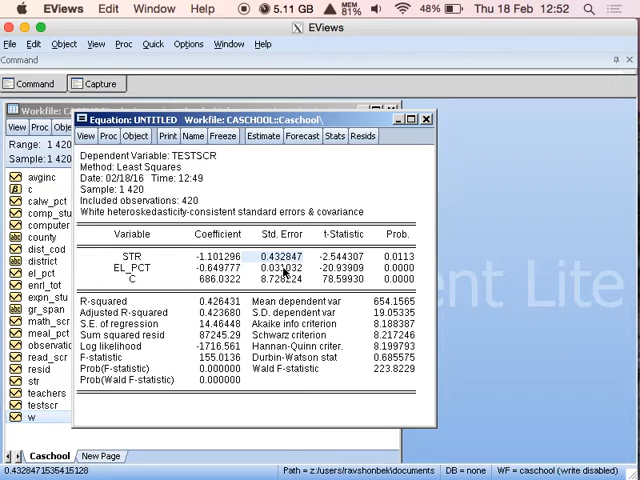 EViews Window Help 5.11 GB MEM 81% 48% Thu 18 Feb 12:52
EViews
File Edit Object View Proc Quick Options Window Help
Command
Command Capture
Workfile:
View Proc
Range: 1 420
Sample: 1 420
avginc
c
calw_pct
comp_stu
computer
county
dist_cod
district
el_pct
enrl_tot
expn_stu
gr_span
math_scr
meal_pct
read_scr
resid
str
teachers
testscr
w
Caschool New Page
Equation: UNTITLED Workfile: CASCHOOL::Caschool\
View Proc Object Print Name Freeze Estimate Forecast Stats Resids
Dependent Variable: TESTSCR
Method: Least Squares
Date: 02/18/16 Time: 12:49
Sample: 1 420
Included observations: 420
White heteroskedasticity-consistent standard errors & covariance
Variable Coefficient Std. Error t-Statistic Prob.
STR -1.101296 0.432847 -2.544307 0.0113
EL_PCT -0.649777 -20.93909 0.0000
C 686.0322 8.728224 78.59930 0.0000
R-squared 0.426431 Mean dependent var 654.1565
Adjusted R-squared 0.423680 S.D. dependent var 19.05335
S.E. of regression 14.46448 Akaike info criterion 8.188387
Sum squared resid 87245.29 Schwarz criterion 8.217246
Log likelihood -1716.561 Hannan-Quinn criter. 8.199793
F-statistic 155.0136 Durbin-Watson stat 0.685575
Prob(F-statistic) 0.000000 Wald F-statistic 223.8229
Prob(Wald F-statistic) 0.000000
ent Lite
0.4328471535415128 Path = z:\users\ravshonbek\documents DB = none WF = caschool (write disabled)